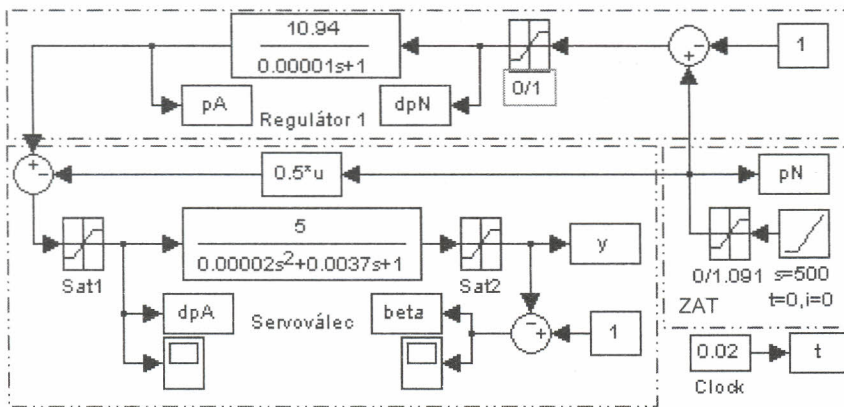 10.94
0.00001s+1
0/1
1
pA
Regulátor 1
dpN
0.5*u
pN
5
0.00002s²+0.0037s+1
Sat1
Sat2
y
0/1.091
s=500
t=0,i=0
ZAT
dpA
Servoválec
beta
1
0.02
t
Clock